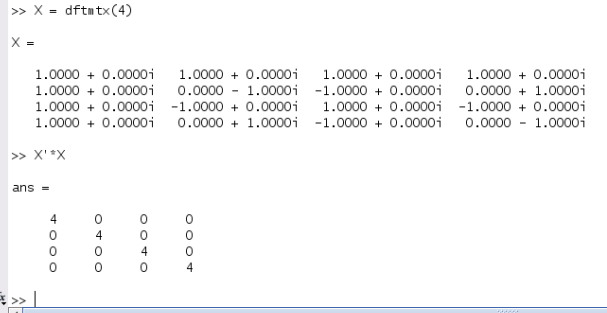 >> X = dftmtx(4)
X =
1.0000 + 0.0000i 1.0000 + 0.0000i 1.0000 + 0.0000i 1.0000 + 0.0000i
1.0000 + 0.0000i 0.0000 - 1.0000i -1.0000 + 0.0000i 0.0000 + 1.0000i
1.0000 + 0.0000i -1.0000 + 0.0000i 1.0000 + 0.0000i -1.0000 + 0.0000i
1.0000 + 0.0000i 0.0000 + 1.0000i -1.0000 + 0.0000i 0.0000 - 1.0000i
>> X'*X
ans =
4 0 0 0
0 4 0 0
0 0 4 0
0 0 0 4
>>